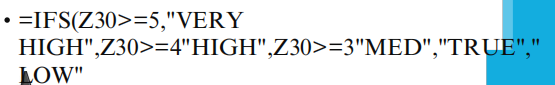 • =IFS(Z30>=5,"VERY
HIGH",Z30>=4"HIGH",Z30>=3"MED","TRUE","
LOW"